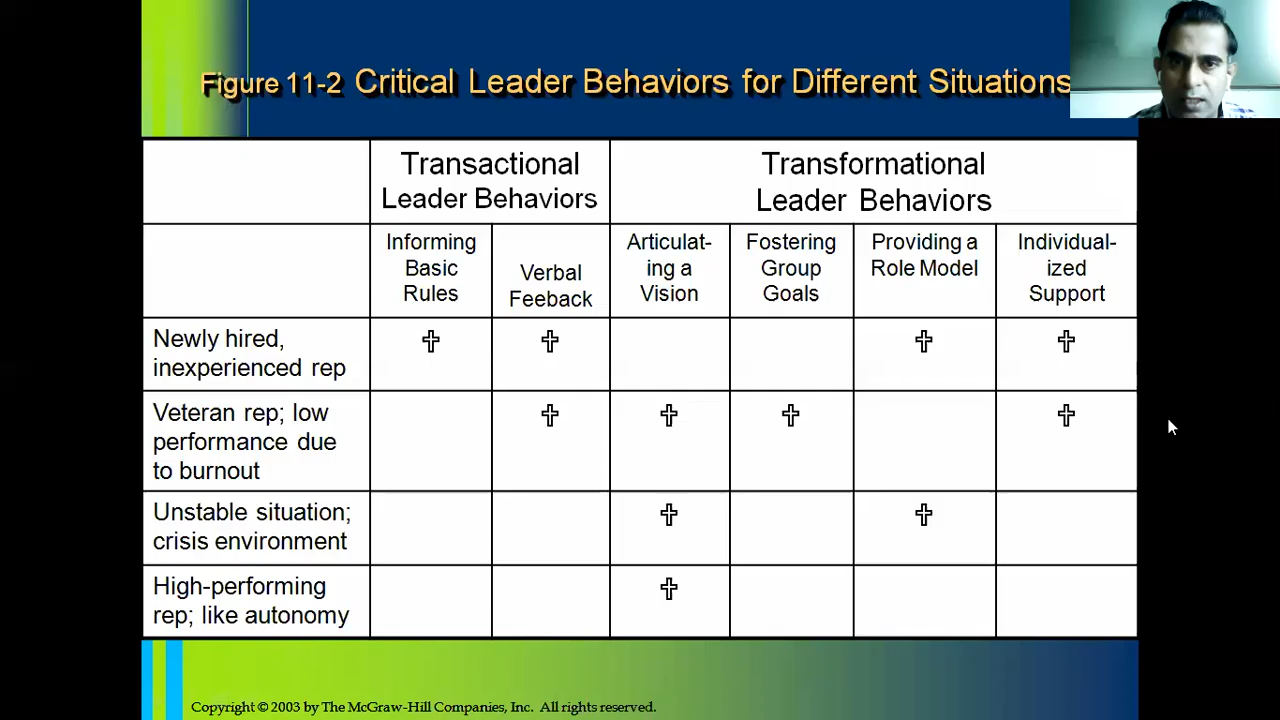 Figure 11-2 Critical Leader Behaviors for Different Situations
Transactional
Leader Behaviors
Transformational
Leader Behaviors
Informing
Basic
Rules
Verbal
Feeback
Articulat-
ing a
Vision
Fostering
Group
Goals
Providing a
Role Model
Individual-
ized
Support
Newly hired,
inexperienced rep
✞ ✞ ✞ ✞
Veteran rep; low
performance due
to burnout
✞ ✞ ✞ ✞
Unstable situation;
crisis environment
✞ ✞
High-performing
rep; like autonomy
✞
Copyright © 2003 by The McGraw-Hill Companies, Inc. All rights reserved.